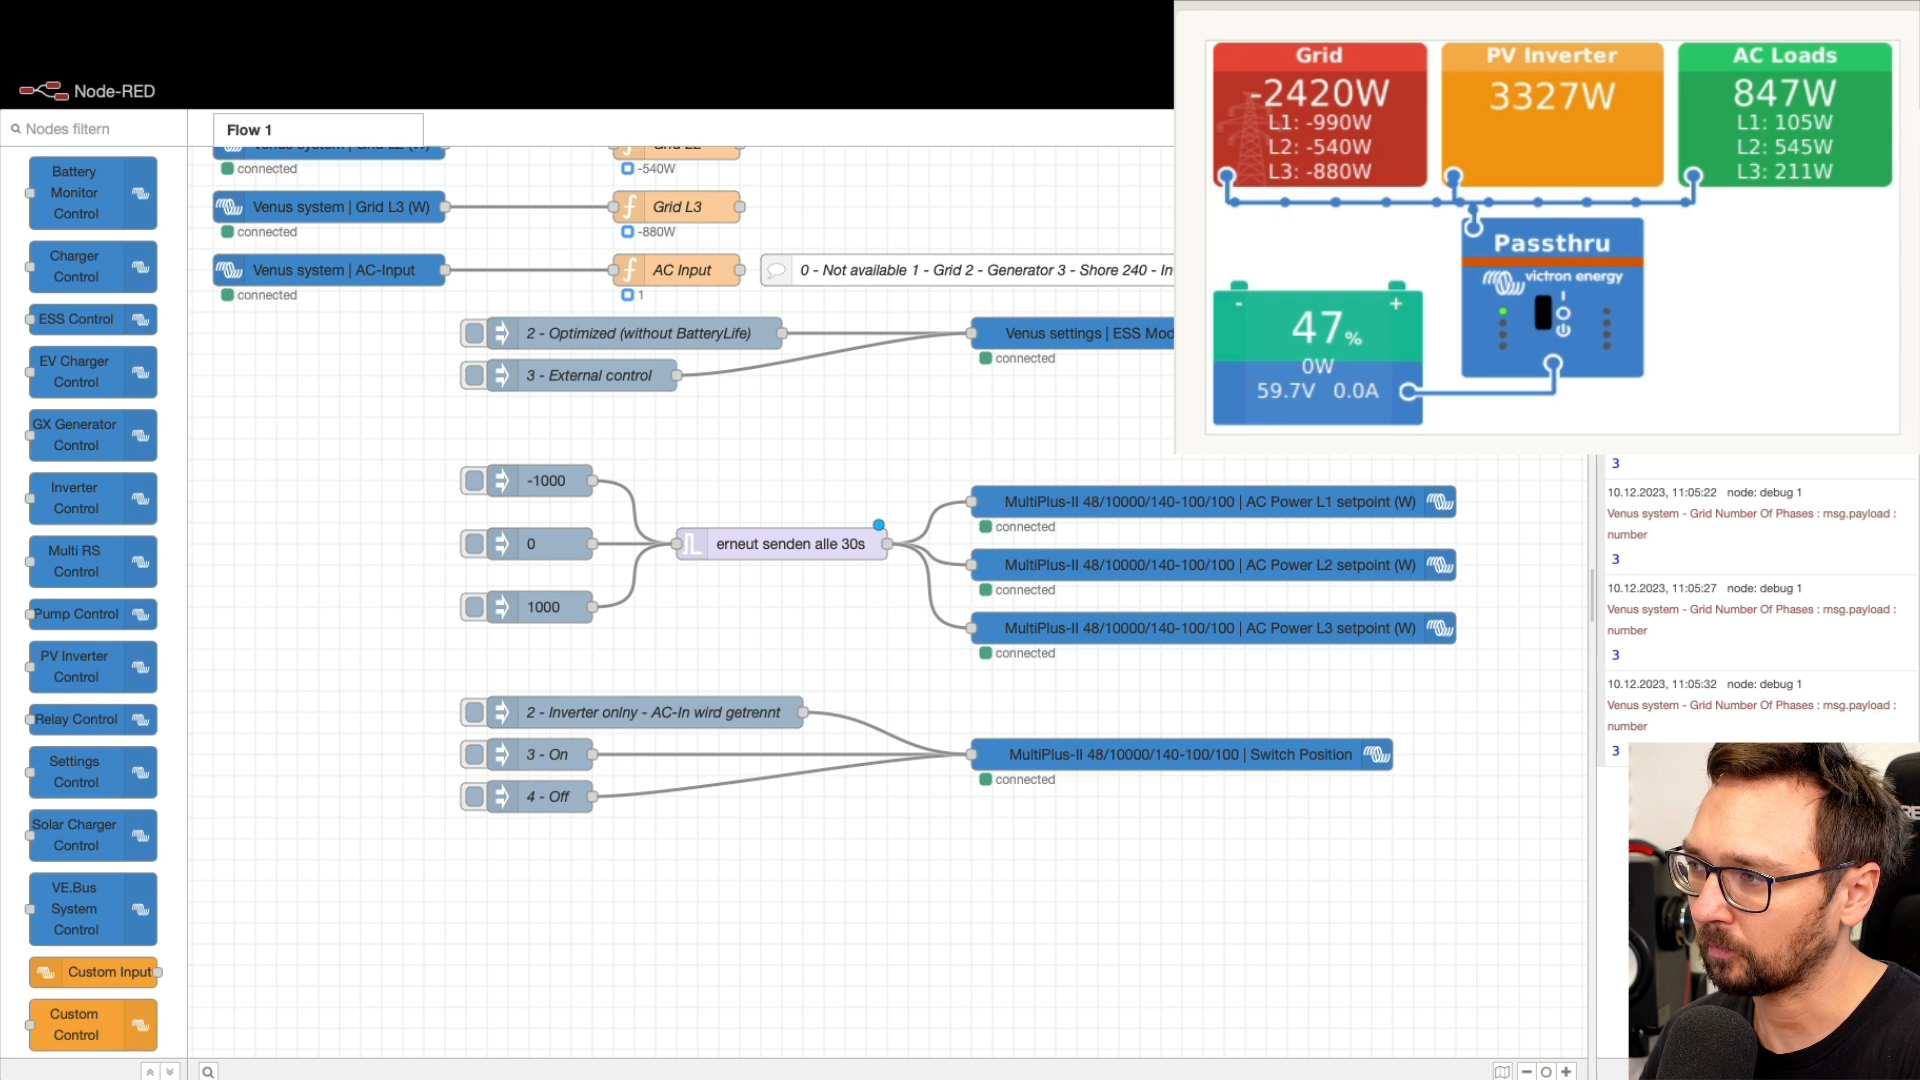 Node-RED
Nodes filtern
Flow 1
Battery
Monitor
Control
Charger
Control
ESS Control
EV Charger
Control
GX Generator
Control
Inverter
Control
Multi RS
Control
Pump Control
PV Inverter
Control
Relay Control
Settings
Control
Solar Charger
Control
VE.Bus
System
Control
Custom Input
Custom
Control
connected
-540W
Venus system | Grid L3 (W)
Grid L3
connected
-880W
Venus system | AC-Input
AC Input
0 - Not available 1 - Grid 2 - Generator 3 - Shore 240 - In
connected
1
2 - Optimized (without BatteryLife)
Venus settings | ESS Mod
connected
3 - External control
-1000
0
1000
erneut senden alle 30s
MultiPlus-II 48/10000/140-100/100 | AC Power L1 setpoint (W)
connected
MultiPlus-II 48/10000/140-100/100 | AC Power L2 setpoint (W)
connected
MultiPlus-II 48/10000/140-100/100 | AC Power L3 setpoint (W)
connected
2 - Inverter onlny - AC-In wird getrennt
3 - On
4 - Off
MultiPlus-II 48/10000/140-100/100 | Switch Position
connected
Grid
-2420W
L1: -990W
L2: -540W
L3: -880W
PV Inverter
3327W
AC Loads
847W
L1: 105W
L2: 545W
L3: 211W
Passthru
victron energy
- +
47%
0W
59.7V 0.0A
3
10.12.2023, 11:05:22 node: debug 1
Venus system - Grid Number Of Phases : msg.payload :
number
3
10.12.2023, 11:05:27 node: debug 1
Venus system - Grid Number Of Phases : msg.payload :
number
3
10.12.2023, 11:05:32 node: debug 1
Venus system - Grid Number Of Phases : msg.payload :
number
3